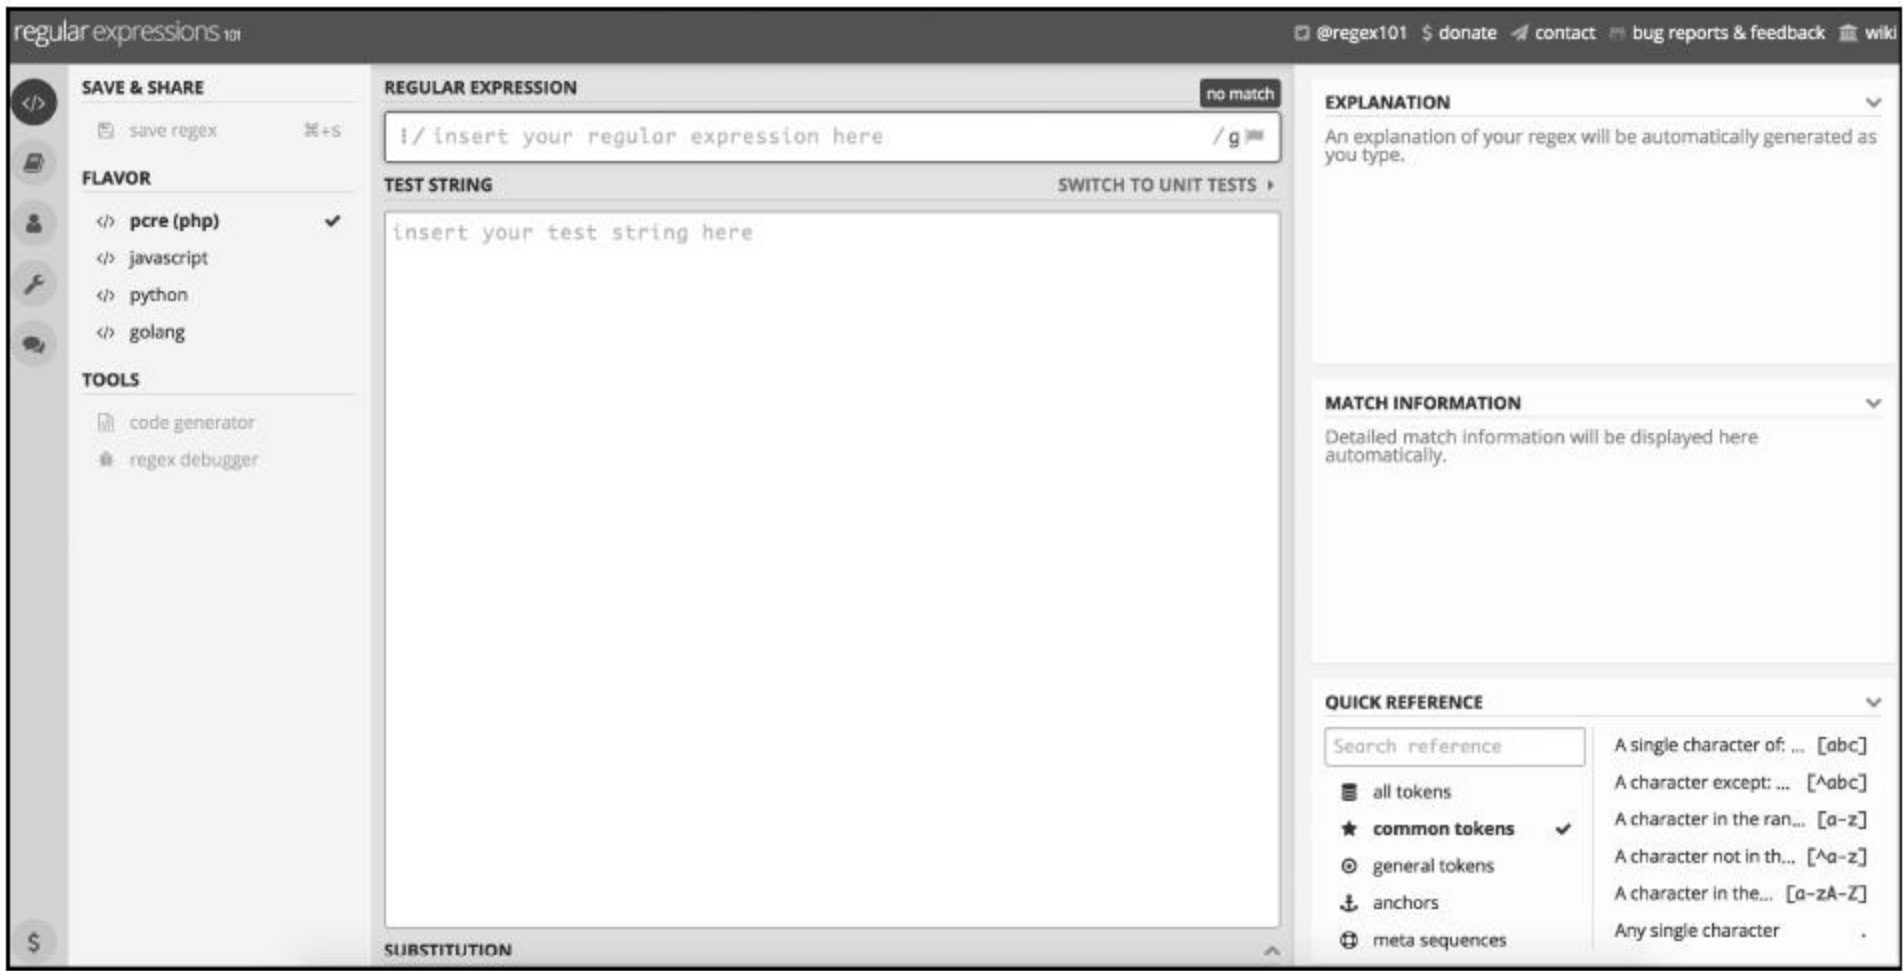 regular expressions 101
@regex101 $ donate contact bug reports & feedback wiki
SAVE & SHARE
save regex ⌘+S
FLAVOR
</> pcre (php)
</> javascript
</> python
</> golang
TOOLS
code generator
regex debugger
$
REGULAR EXPRESSION
no match
! / insert your regular expression here / g
TEST STRING
SWITCH TO UNIT TESTS
insert your test string here
SUBSTITUTION
EXPLANATION
An explanation of your regex will be automatically generated as
you type.
MATCH INFORMATION
Detailed match information will be displayed here
automatically.
QUICK REFERENCE
Search reference
all tokens
common tokens
general tokens
anchors
meta sequences
A single character of: ... [abc]
A character except: ... [^abc]
A character in the ran... [a-z]
A character not in th... [^a-z]
A character in the... [a-zA-Z]
Any single character .